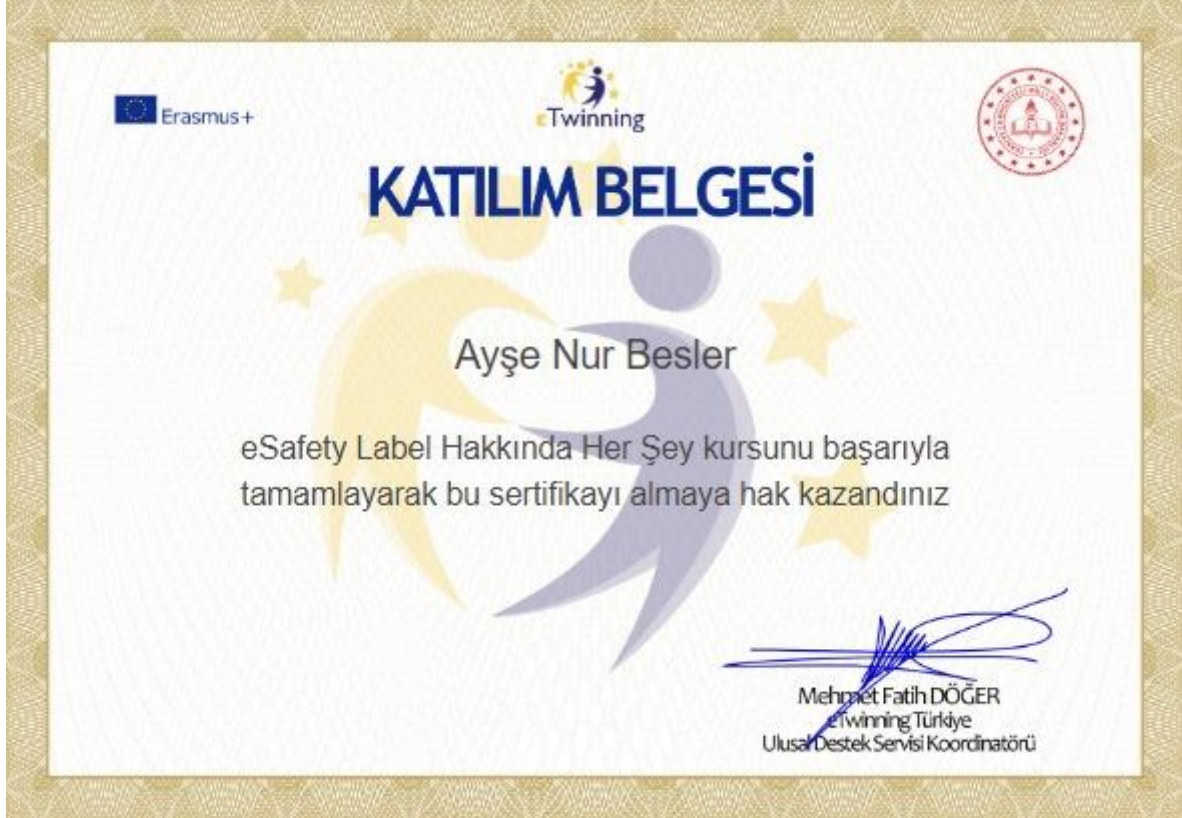 Erasmus+
eTwinning
KATILIM BELGESİ
Ayşe Nur Besler
eSafety Label Hakkında Her Şey kursunu başarıyla
tamamlayarak bu sertifikayı almaya hak kazandınız
Mehmet Fatih DÖĞER
eTwinning Türkiye
Ulusal Destek Servisi Koordinatörü